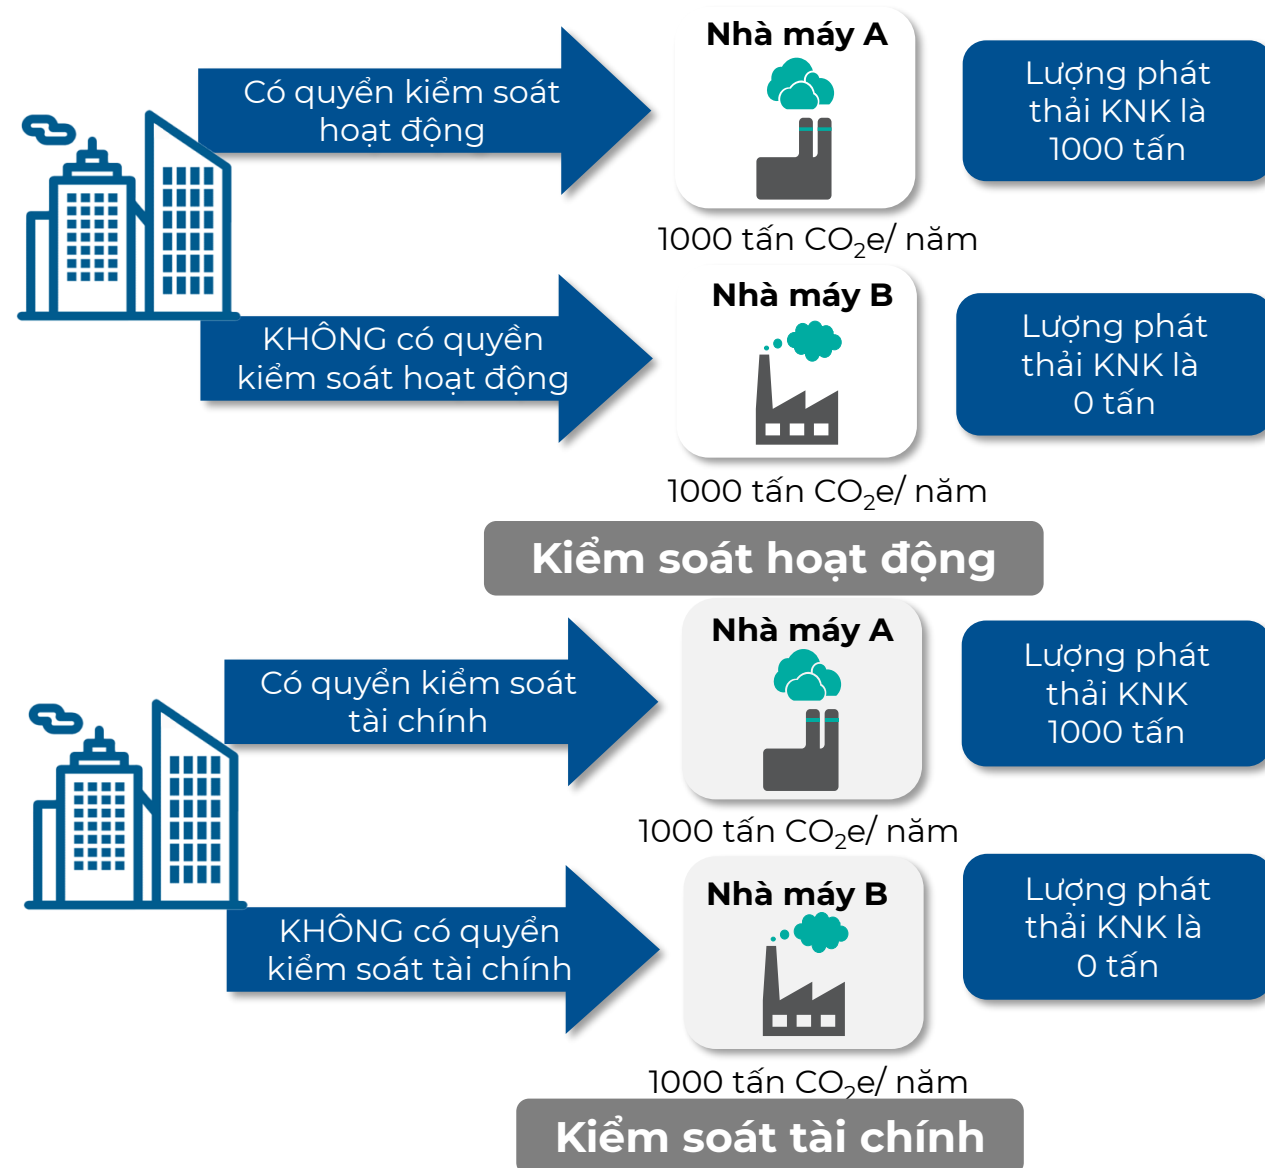 Nhà máy A
Có quyển kiểm soát
hoạt động
Lượng phát
thải KNK là
1000 tấn
1000 tấn CO₂e/ năm
Nhà máy B
KHÔNG có quyền
kiểm soát hoạt động
Lượng phát
thải KNK là
0 tấn
1000 tấn CO₂e/ năm
Kiểm soát hoạt động
Nhà máy A
Có quyển kiểm soát
tài chính
Lượng phát
thải KNK
1000 tấn
1000 tấn CO₂e/ năm
Nhà máy B
KHÔNG có quyển
kiểm soát tài chính
Lượng phát
thải KNK là
0 tấn
1000 tấn CO₂e/ năm
Kiểm soát tài chính